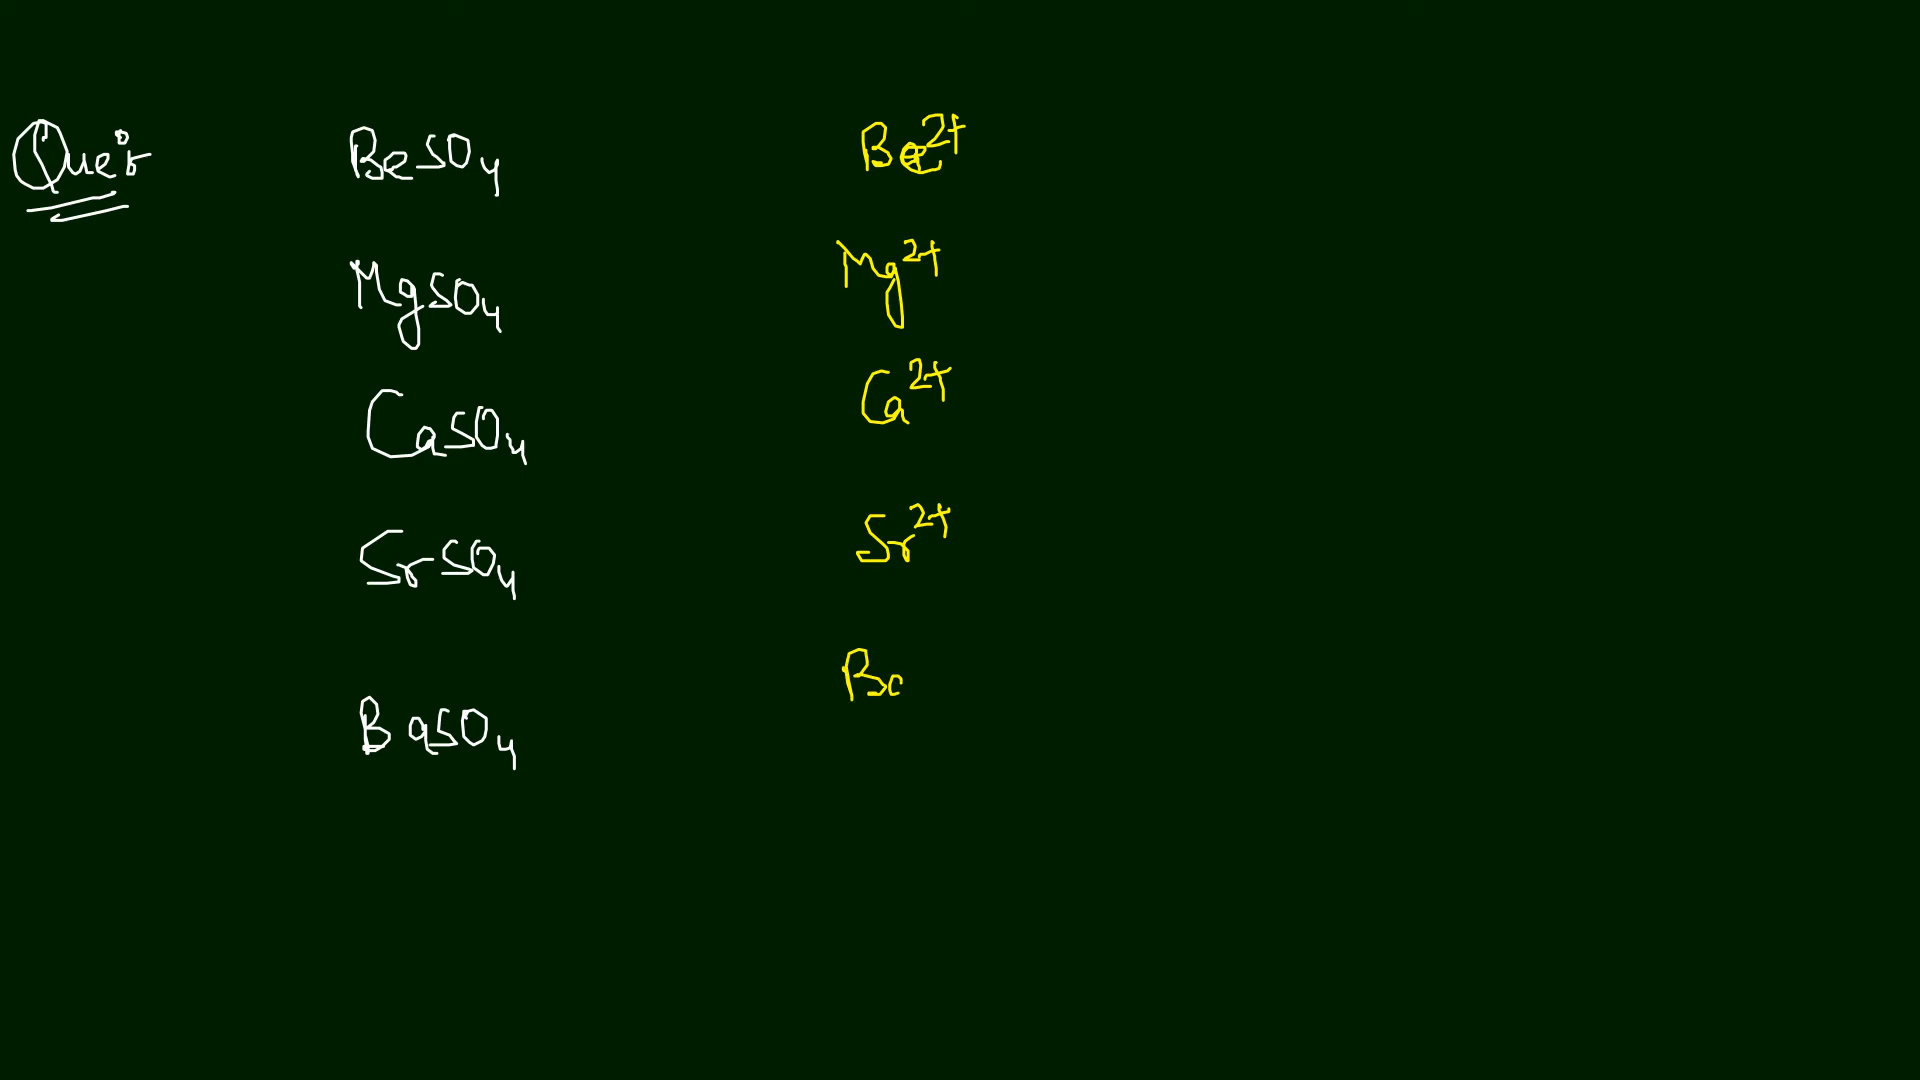 Que:- BeSO4 Be2+
MgSO4 Mg2+
CaSO4 Ca2+
SrSO4 Sr2+
BaSO4 Ba